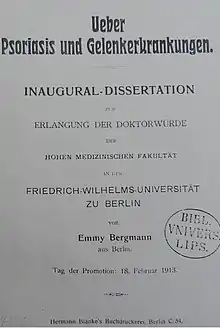 Ueber
Psoriasis und Gelenkerkrankungen.
INAUGURAL-DISSERTATION
ZUR
ERLANGUNG DER DOKTORWÜRDE
DER
HOHEN MEDIZINISCHEN FAKULTÄT
AN DER
FRIEDRICH-WILHELMS-UNIVERSITÄT
ZU BERLIN
VON
Emmy Bergmann
aus Berlin.
BIBL.
VNIVERS.
LIPS.
Tag der Promotion: 18. Februar 1913.
Hermann Blanke's Buchdruckerei, Berlin C. 54.